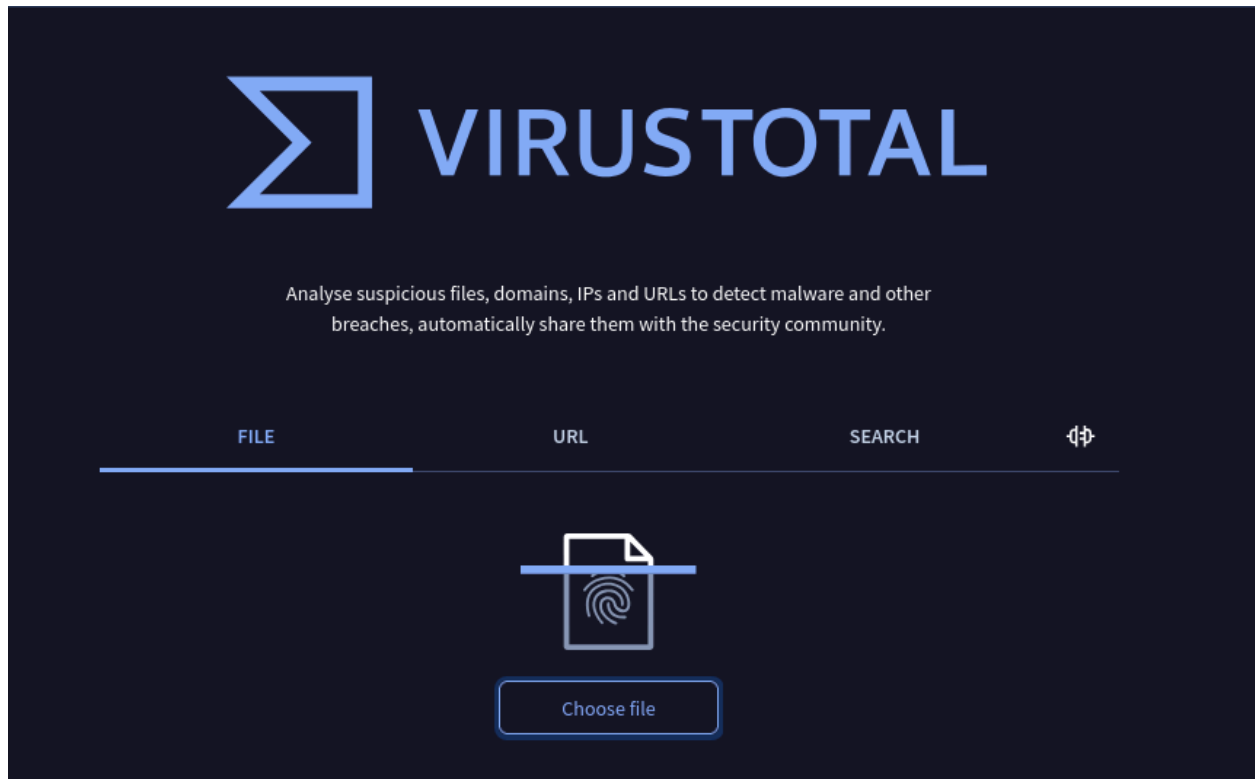 VIRUSTOTAL
Analyse suspicious files, domains, IPs and URLs to detect malware and other
breaches, automatically share them with the security community.
FILE
URL
SEARCH
Choose file